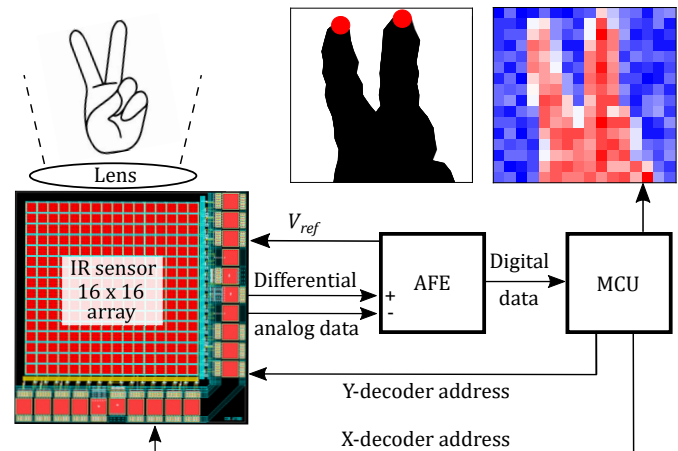 Lens
V_ref
IR sensor
16 x 16
array
Differential
analog data
+
-
AFE
Digital
data
MCU
Y-decoder address
X-decoder address